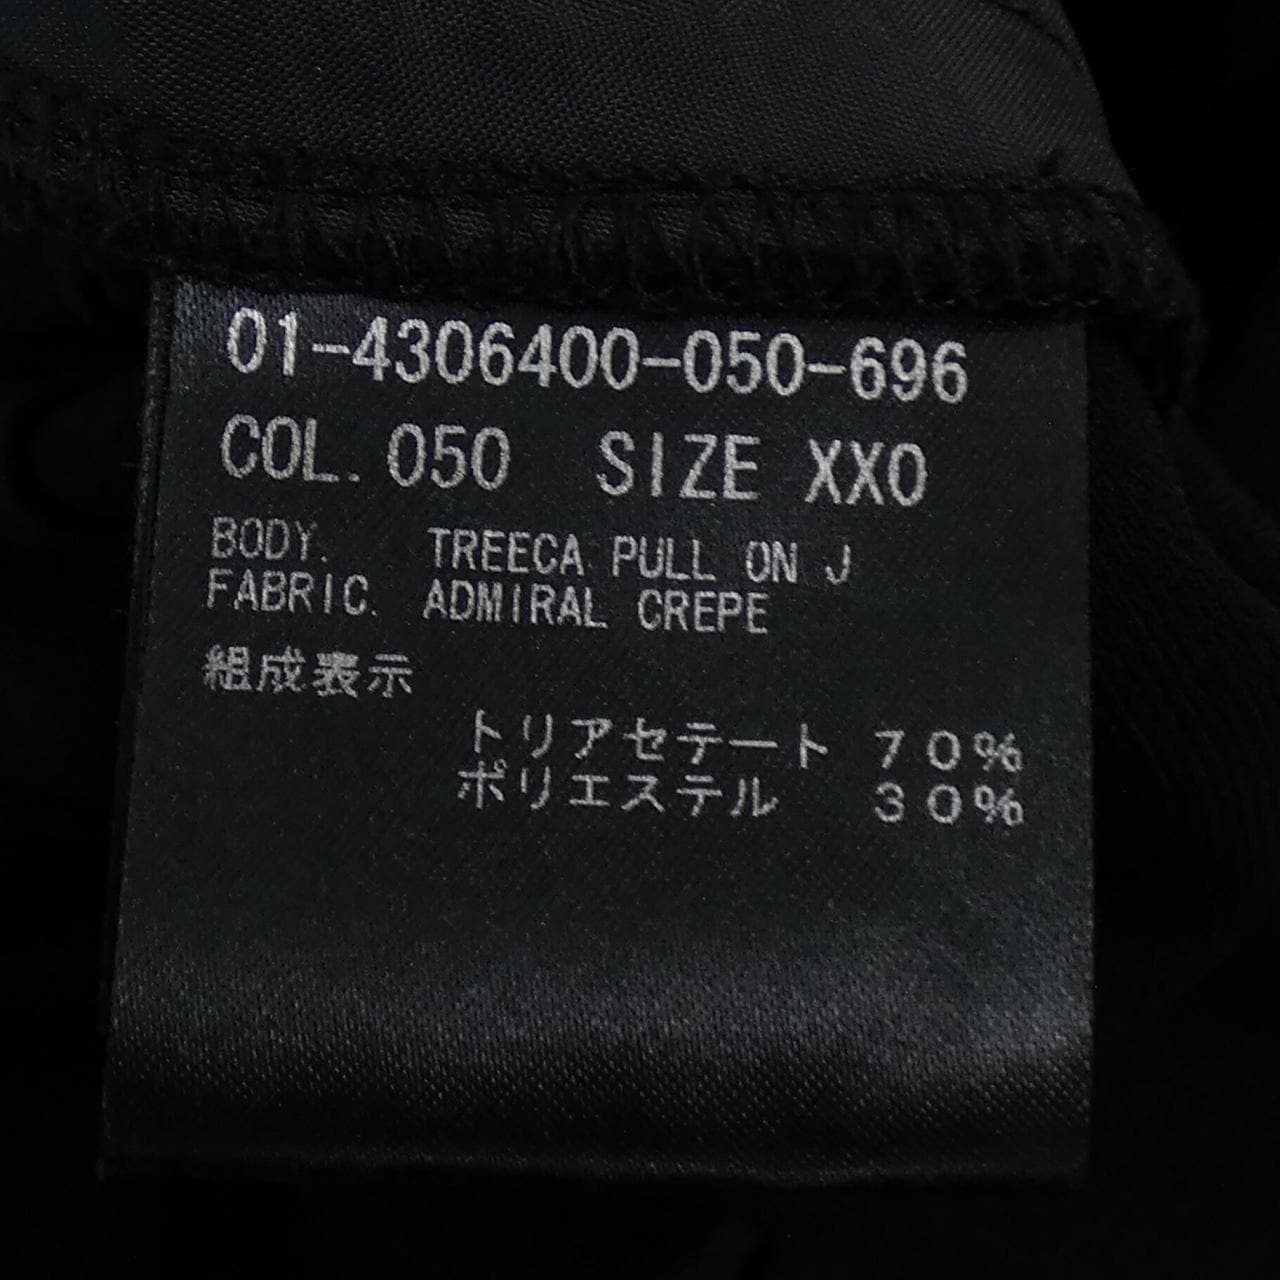 01-4306400-050-696
COL. 050 SIZE XXO
BODY. TREECA PULL ON J
FABRIC. ADMIRAL CREPE
組成表示
トリアセテート 70%
ポリエステル 30%